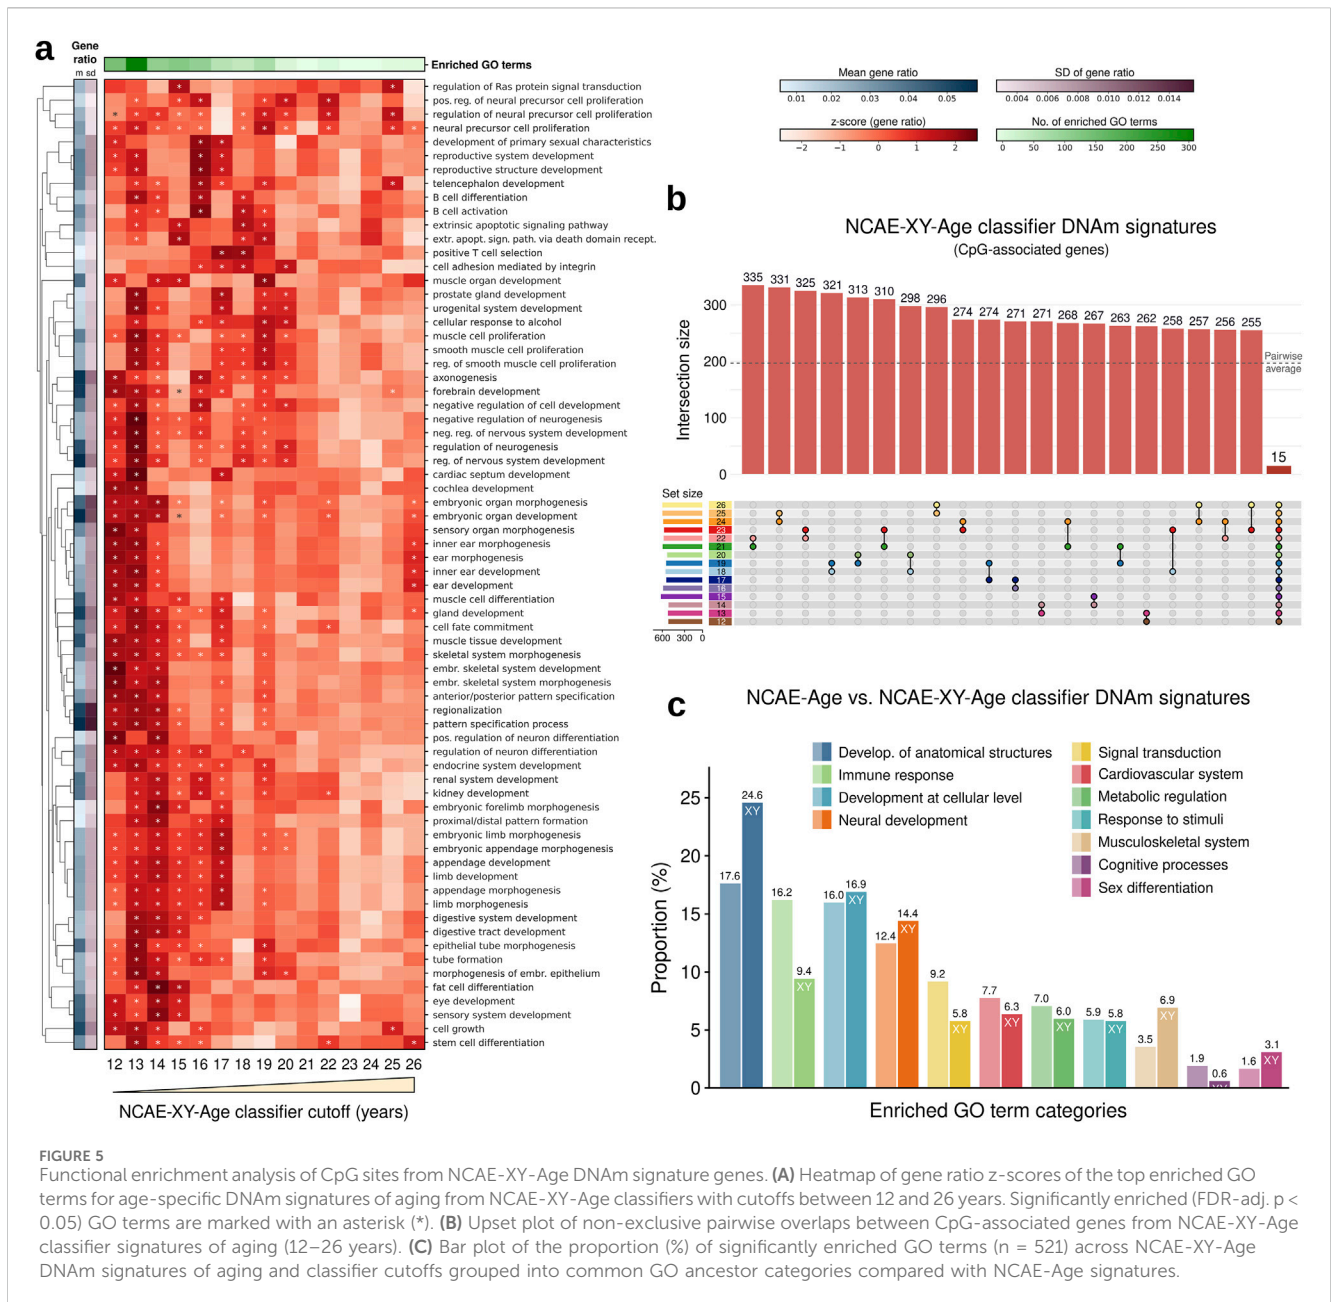 a
Gene
ratio
m sd
Enriched GO terms
regulation of Ras protein signal transduction
pos. reg. of neural precursor cell proliferation
regulation of neural precursor cell proliferation
neural precursor cell proliferation
development of primary sexual characteristics
reproductive system development
reproductive structure development
telencephalon development
B cell differentiation
B cell activation
extrinsic apoptotic signaling pathway
extr. apopt. sign. path. via death domain recept.
positive T cell selection
cell adhesion mediated by integrin
muscle organ development
prostate gland development
urogenital system development
cellular response to alcohol
muscle cell proliferation
smooth muscle cell proliferation
reg. of smooth muscle cell proliferation
axonogenesis
forebrain development
negative regulation of cell development
negative regulation of neurogenesis
neg. reg. of nervous system development
regulation of neurogenesis
reg. of nervous system development
cardiac septum development
cochlea development
embryonic organ morphogenesis
embryonic organ development
sensory organ morphogenesis
inner ear morphogenesis
ear morphogenesis
inner ear development
ear development
muscle cell differentiation
gland development
cell fate commitment
muscle tissue development
skeletal system morphogenesis
embr. skeletal system development
embr. skeletal system morphogenesis
anterior/posterior pattern specification
regionalization
pattern specification process
pos. regulation of neuron differentiation
regulation of neuron differentiation
endocrine system development
renal system development
kidney development
embryonic forelimb morphogenesis
proximal/distal pattern formation
embryonic limb morphogenesis
embryonic appendage morphogenesis
appendage development
limb development
appendage morphogenesis
limb morphogenesis
digestive system development
digestive tract development
epithelial tube morphogenesis
tube formation
morphogenesis of embr. epithelium
fat cell differentiation
eye development
sensory system development
cell growth
stem cell differentiation
12 13 14 15 16 17 18 19 20 21 22 23 24 25 26
NCAE-XY-Age classifier cutoff (years)
Mean gene ratio
0.01 0.02 0.03 0.04 0.05
SD of gene ratio
0.004 0.006 0.010 0.012 0.014
z-score (gene ratio)
−2 −1 0 1 2
No. of enriched GO terms
0 50 100 150 200 250 300
b
NCAE-XY-Age classifier DNAm signatures
(CpG-associated genes)
Intersection size
300
200
100
0
335 331 325 321 313 310 298 296 274 274 271 271 268 267 263 262 258 257 256 255 15
Pairwise
average
Set size
26
25
24
23
22
21
20
19
18
17
16
15
14
13
12
600 300 0
c
NCAE-Age vs. NCAE-XY-Age classifier DNAm signatures
Develop. of anatomical structures
Immune response
Development at cellular level
Neural development
Signal transduction
Cardiovascular system
Metabolic regulation
Response to stimuli
Musculoskeletal system
Cognitive processes
Sex differentiation
Proportion (%)
25
20
15
10
5
0
17.6 24.6 16.2 9.4 16.0 16.9 12.4 14.4 9.2 5.8 7.7 6.3 7.0 6.0 5.9 5.8 3.5 6.9 1.9 0.6 1.6 3.1
XY XY XY XY XY XY XY XY XY XY XY
Enriched GO term categories
FIGURE 5
Functional enrichment analysis of CpG sites from NCAE-XY-Age DNAm signature genes. (A) Heatmap of gene ratio z-scores of the top enriched GO
terms for age-specific DNAm signatures of aging from NCAE-XY-Age classifiers with cutoffs between 12 and 26 years. Significantly enriched (FDR-adj. p <
0.05) GO terms are marked with an asterisk (*). (B) Upset plot of non-exclusive pairwise overlaps between CpG-associated genes from NCAE-XY-Age
classifier signatures of aging (12–26 years). (C) Bar plot of the proportion (%) of significantly enriched GO terms (n = 521) across NCAE-XY-Age
DNAm signatures of aging and classifier cutoffs grouped into common GO ancestor categories compared with NCAE-Age signatures.